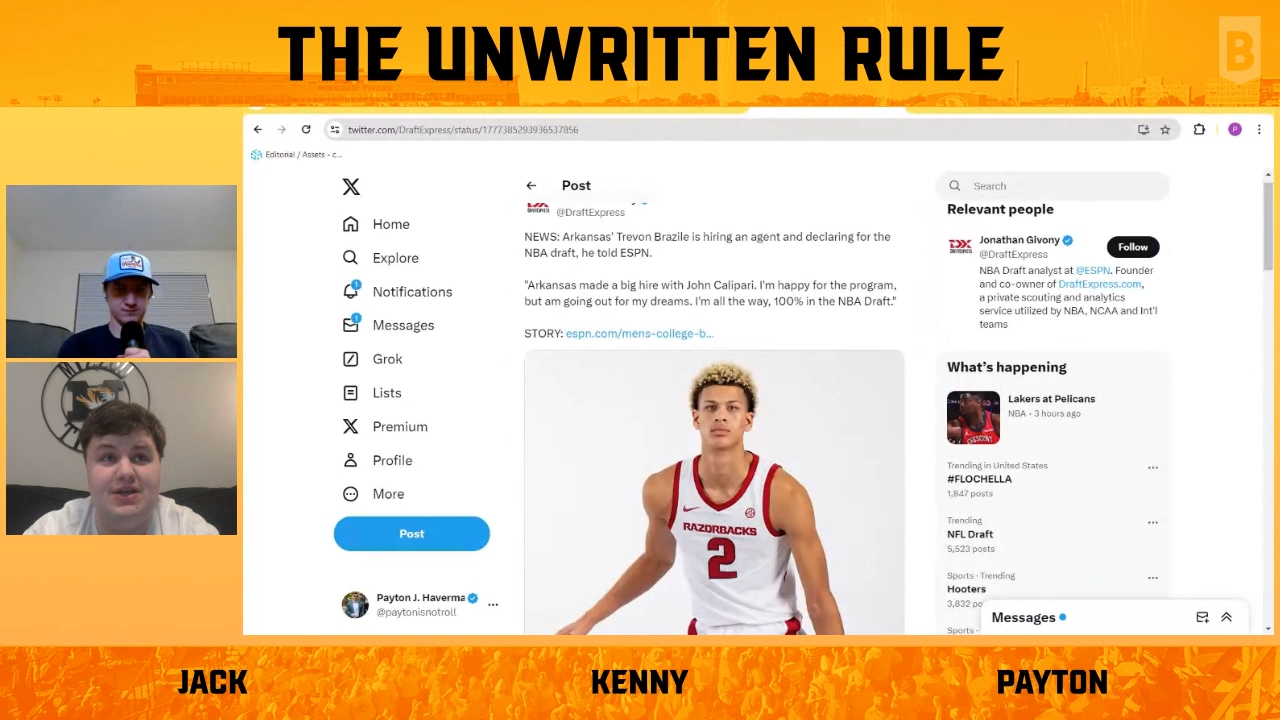 THE UNWRITTEN RULE
B
twitter.com/DraftExpress/status/1777385293936537856
P
Editorial / Assets - c...
Post
Search
Home
Explore
Notifications
1
Messages
1
Grok
Lists
Premium
Profile
More
Post
Payton J. Haverma
@paytonisnotroll
@DraftExpress
NEWS: Arkansas' Trevon Brazile is hiring an agent and declaring for the
NBA draft, he told ESPN.
"Arkansas made a big hire with John Calipari. I'm happy for the program,
but am going out for my dreams. I'm all the way, 100% in the NBA Draft."
STORY: espn.com/mens-college-b...
RAZORBACKS
2
Relevant people
Jonathan Givony
@DraftExpress
Follow
NBA Draft analyst at @ESPN. Founder
and co-owner of DraftExpress.com,
a private scouting and analytics
service utilized by NBA, NCAA and Int'l
teams
What's happening
Lakers at Pelicans
NBA · 3 hours ago
Trending in United States
#FLOCHELLA
1,847 posts
Trending
NFL Draft
5,523 posts
Sports · Trending
Hooters
3,832 po
Sports ·
Messages
MIZZOU
JACK
KENNY
PAYTON